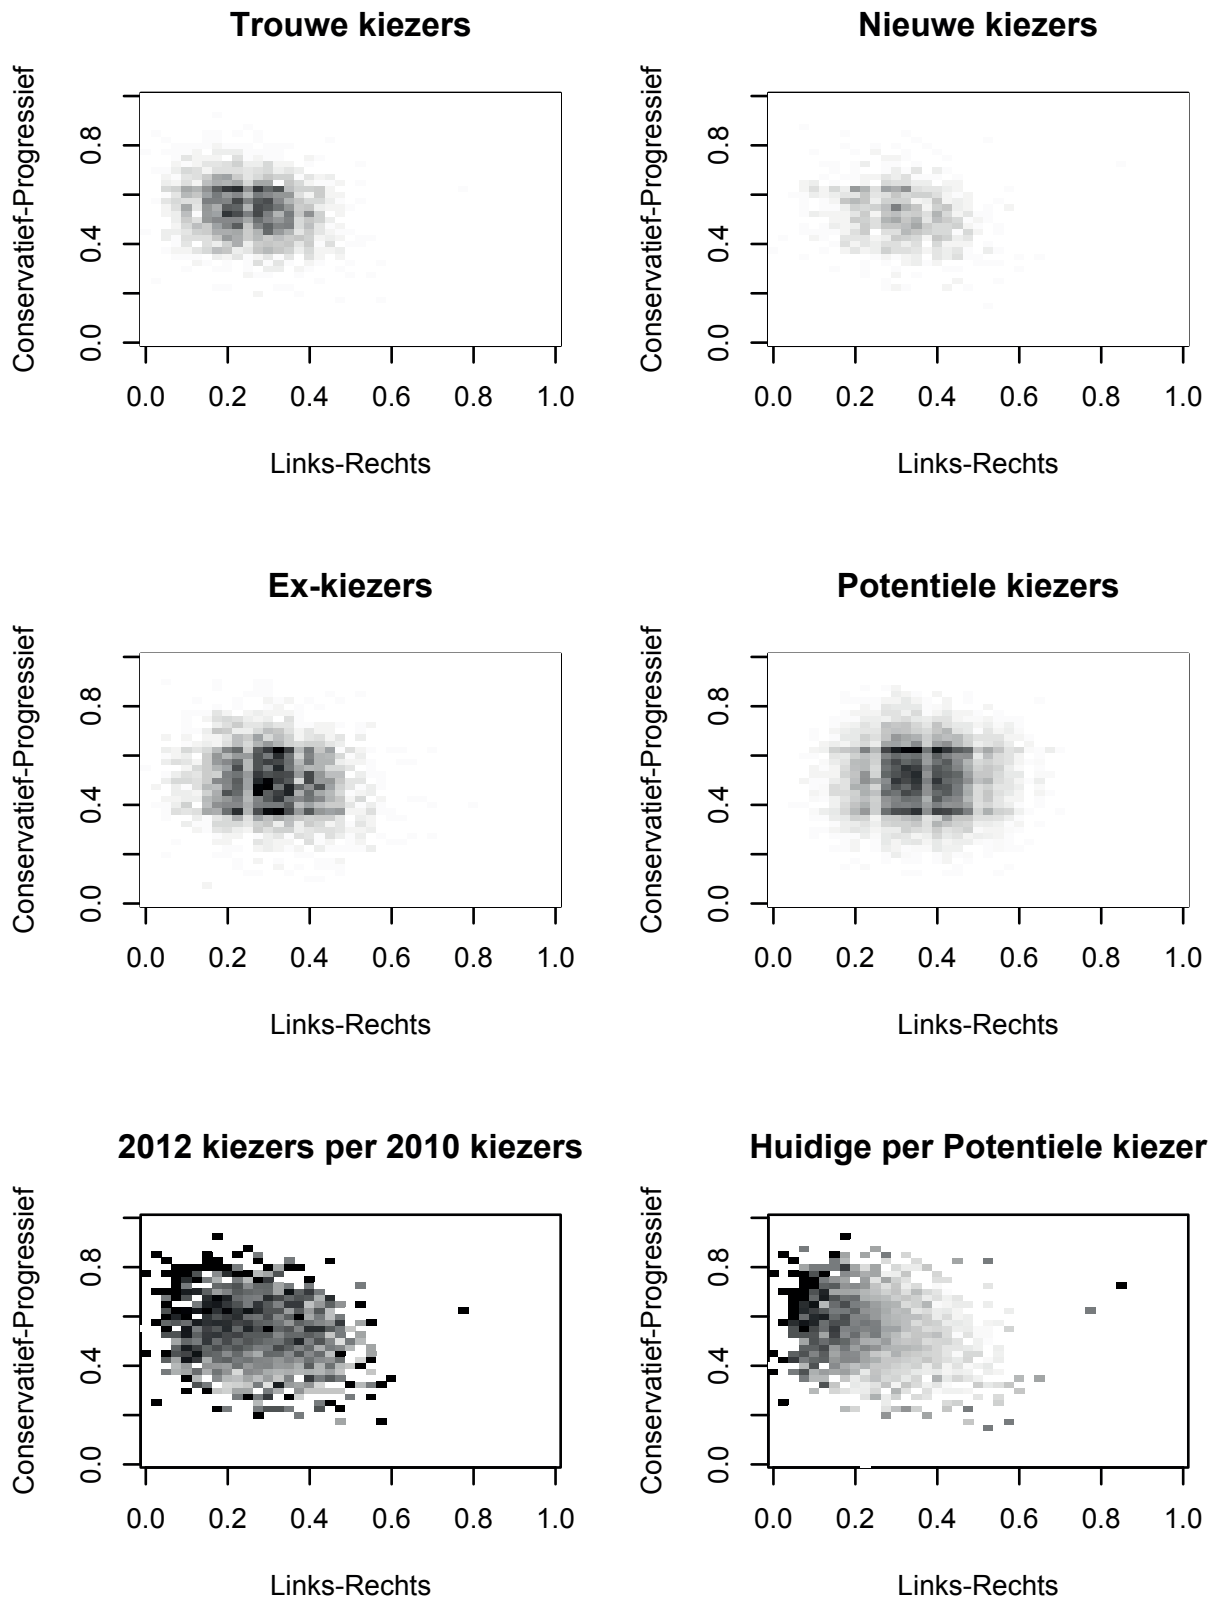 Trouwe kiezers
Conservatief-Progressief
0.0 0.4 0.8
0.0 0.2 0.4 0.6 0.8 1.0
Links-Rechts
Nieuwe kiezers
Conservatief-Progressief
0.0 0.4 0.8
0.0 0.2 0.4 0.6 0.8 1.0
Links-Rechts
Ex-kiezers
Conservatief-Progressief
0.0 0.4 0.8
0.0 0.2 0.4 0.6 0.8 1.0
Links-Rechts
Potentiele kiezers
Conservatief-Progressief
0.0 0.4 0.8
0.0 0.2 0.4 0.6 0.8 1.0
Links-Rechts
2012 kiezers per 2010 kiezers
Conservatief-Progressief
0.0 0.4 0.8
0.0 0.2 0.4 0.6 0.8 1.0
Links-Rechts
Huidige per Potentiele kiezer
Conservatief-Progressief
0.0 0.4 0.8
0.0 0.2 0.4 0.6 0.8 1.0
Links-Rechts